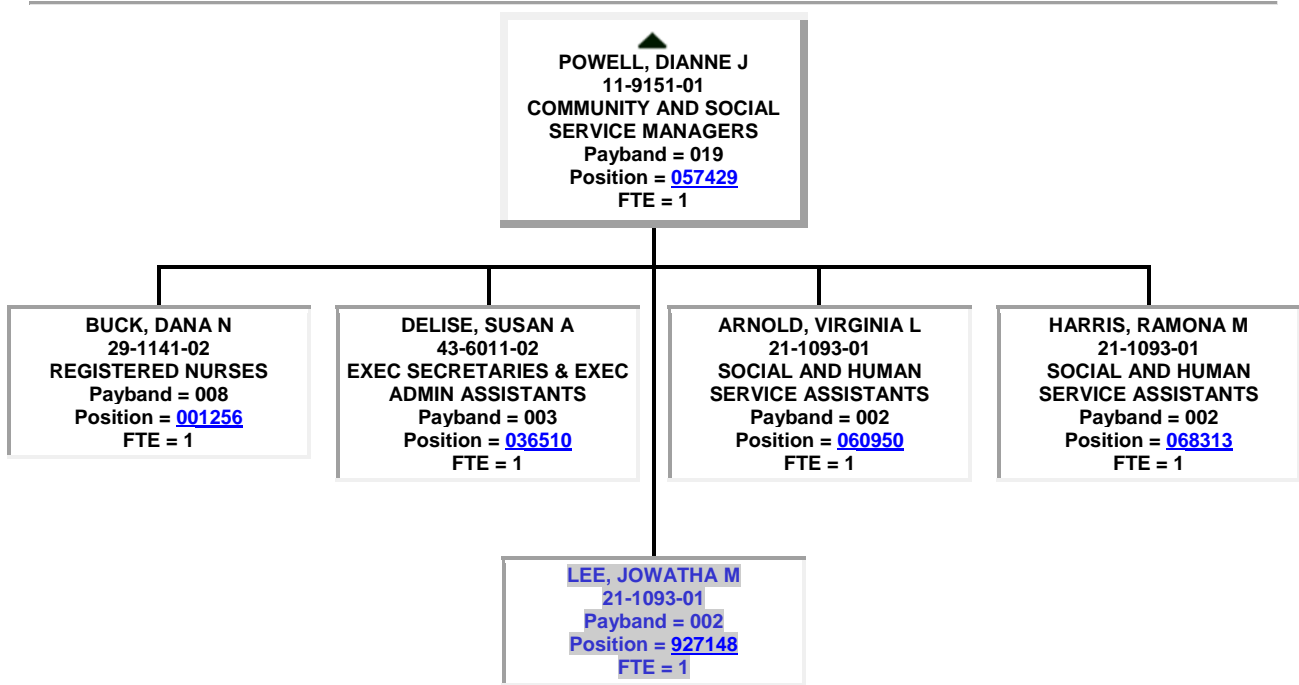 POWELL, DIANNE J
11-9151-01
COMMUNITY AND SOCIAL
SERVICE MANAGERS
Payband = 019
Position = 057429
FTE = 1
BUCK, DANA N
29-1141-02
REGISTERED NURSES
Payband = 008
Position = 001256
FTE = 1
DELISE, SUSAN A
43-6011-02
EXEC SECRETARIES & EXEC
ADMIN ASSISTANTS
Payband = 003
Position = 036510
FTE = 1
ARNOLD, VIRGINIA L
21-1093-01
SOCIAL AND HUMAN
SERVICE ASSISTANTS
Payband = 002
Position = 060950
FTE = 1
HARRIS, RAMONA M
21-1093-01
SOCIAL AND HUMAN
SERVICE ASSISTANTS
Payband = 002
Position = 068313
FTE = 1
LEE, JOWATHA M
21-1093-01
Payband = 002
Position = 927148
FTE = 1